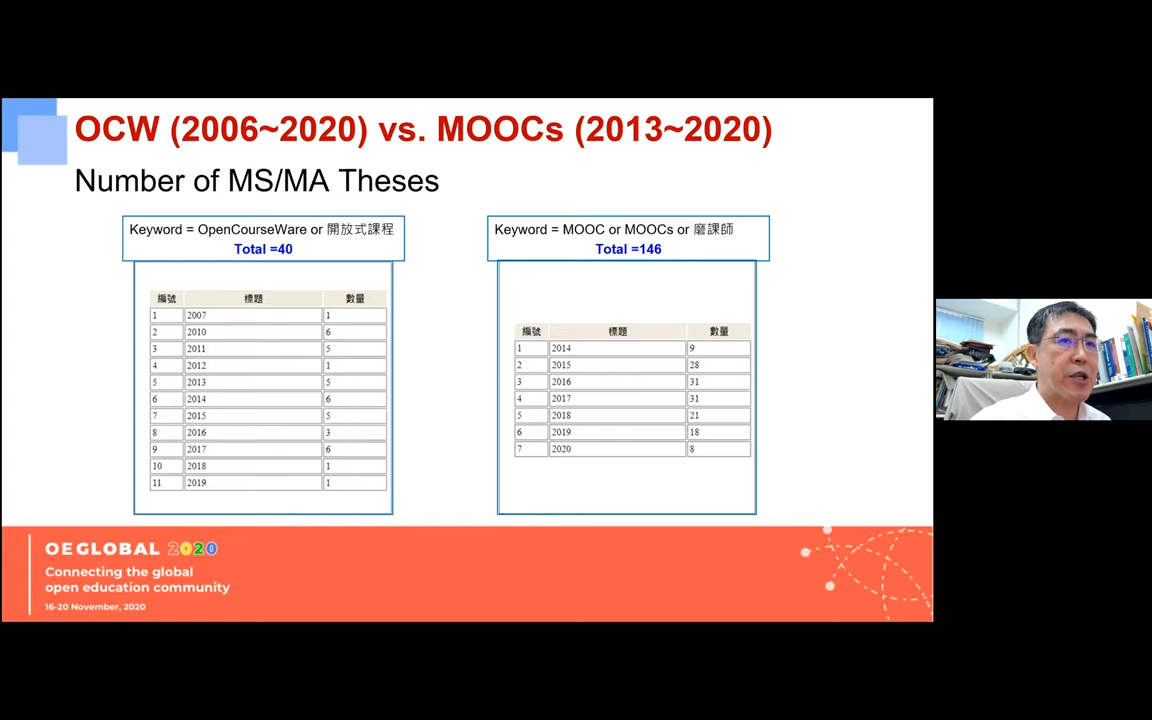 OCW (2006~2020) vs. MOOCs (2013~2020)
Number of MS/MA Theses
Keyword = OpenCourseWare or 開放式課程
Total =40
編號 標題 數量
1 2007 1
2 2010 6
3 2011 5
4 2012 1
5 2013 5
6 2014 6
7 2015 5
8 2016 3
9 2017 6
10 2018 1
11 2019 1
Keyword = MOOC or MOOCs or 磨課師
Total =146
編號 標題 數量
1 2014 9
2 2015 28
3 2016 31
4 2017 31
5 2018 21
6 2019 18
7 2020 8
OEGLOBAL 2020
Connecting the global
open education community
16-20 November, 2020